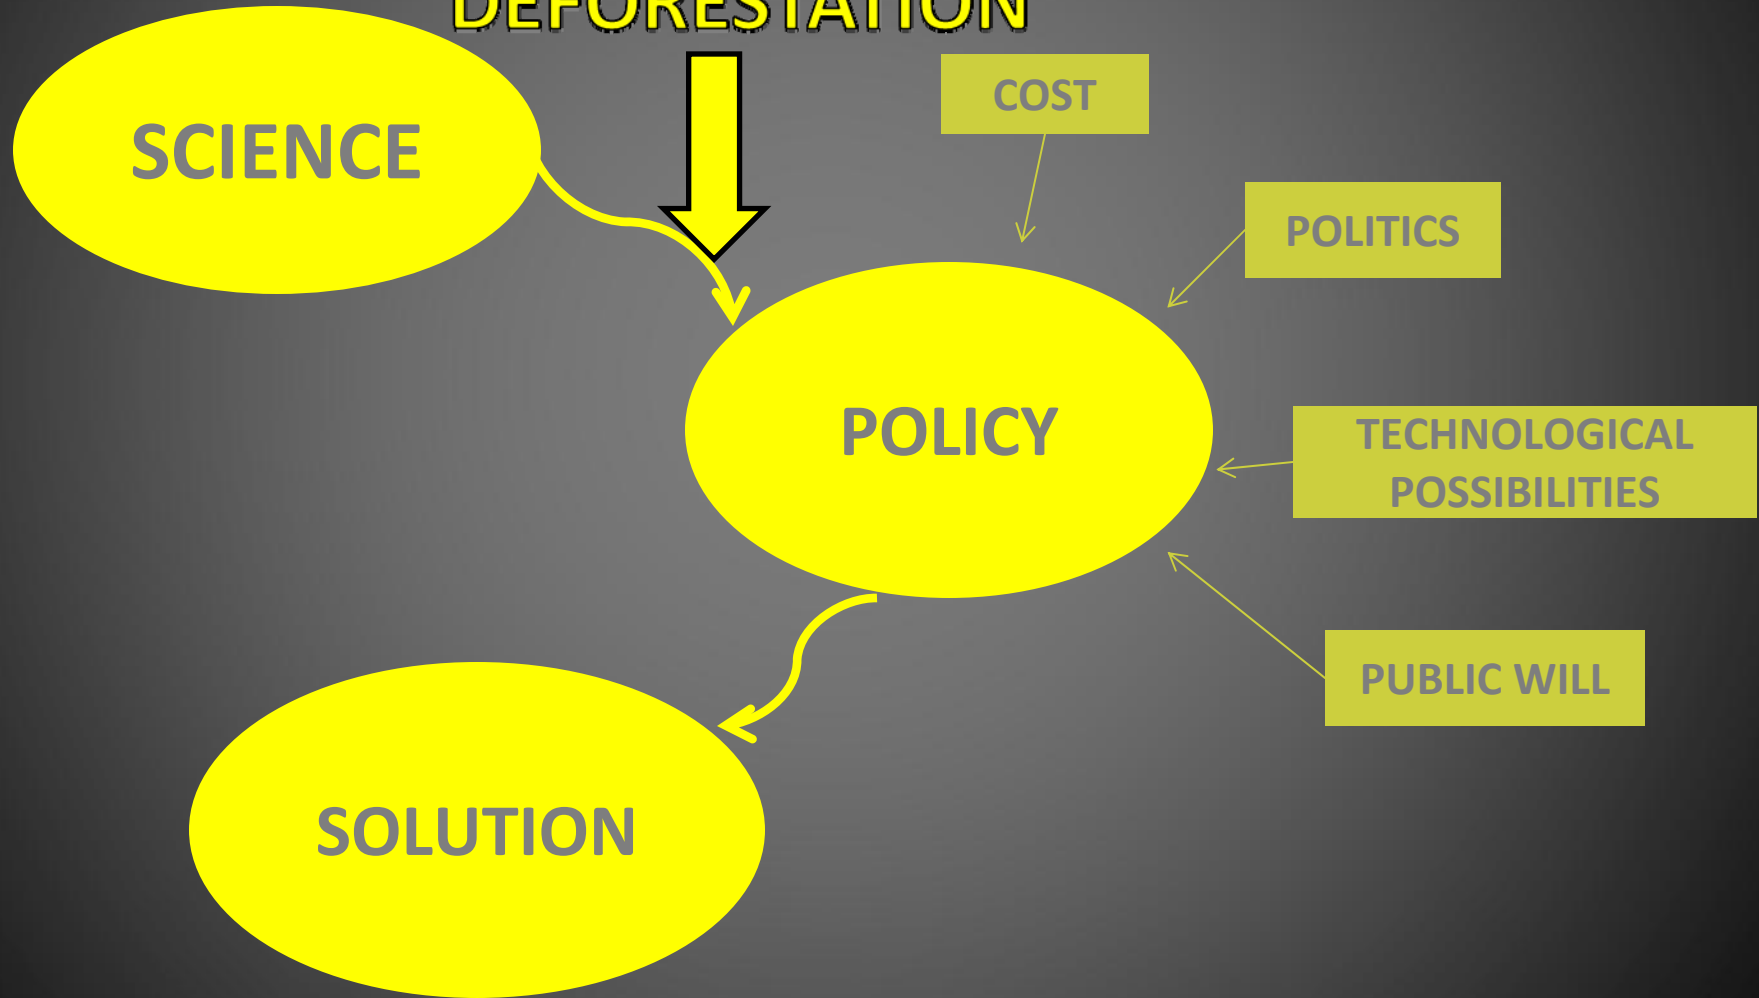 DEFORESTATION
SCIENCE
COST
POLITICS
POLICY
TECHNOLOGICAL
POSSIBILITIES
PUBLIC WILL
SOLUTION